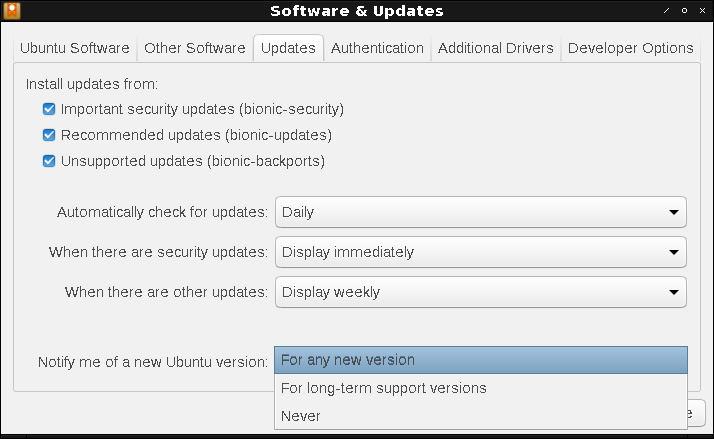 Software & Updates
Ubuntu Software Other Software Updates Authentication Additional Drivers Developer Options
Install updates from:
Important security updates (bionic-security)
Recommended updates (bionic-updates)
Unsupported updates (bionic-backports)
Automatically check for updates: Daily
When there are security updates: Display immediately
When there are other updates: Display weekly
Notify me of a new Ubuntu version: For any new version
For long-term support versions
Never